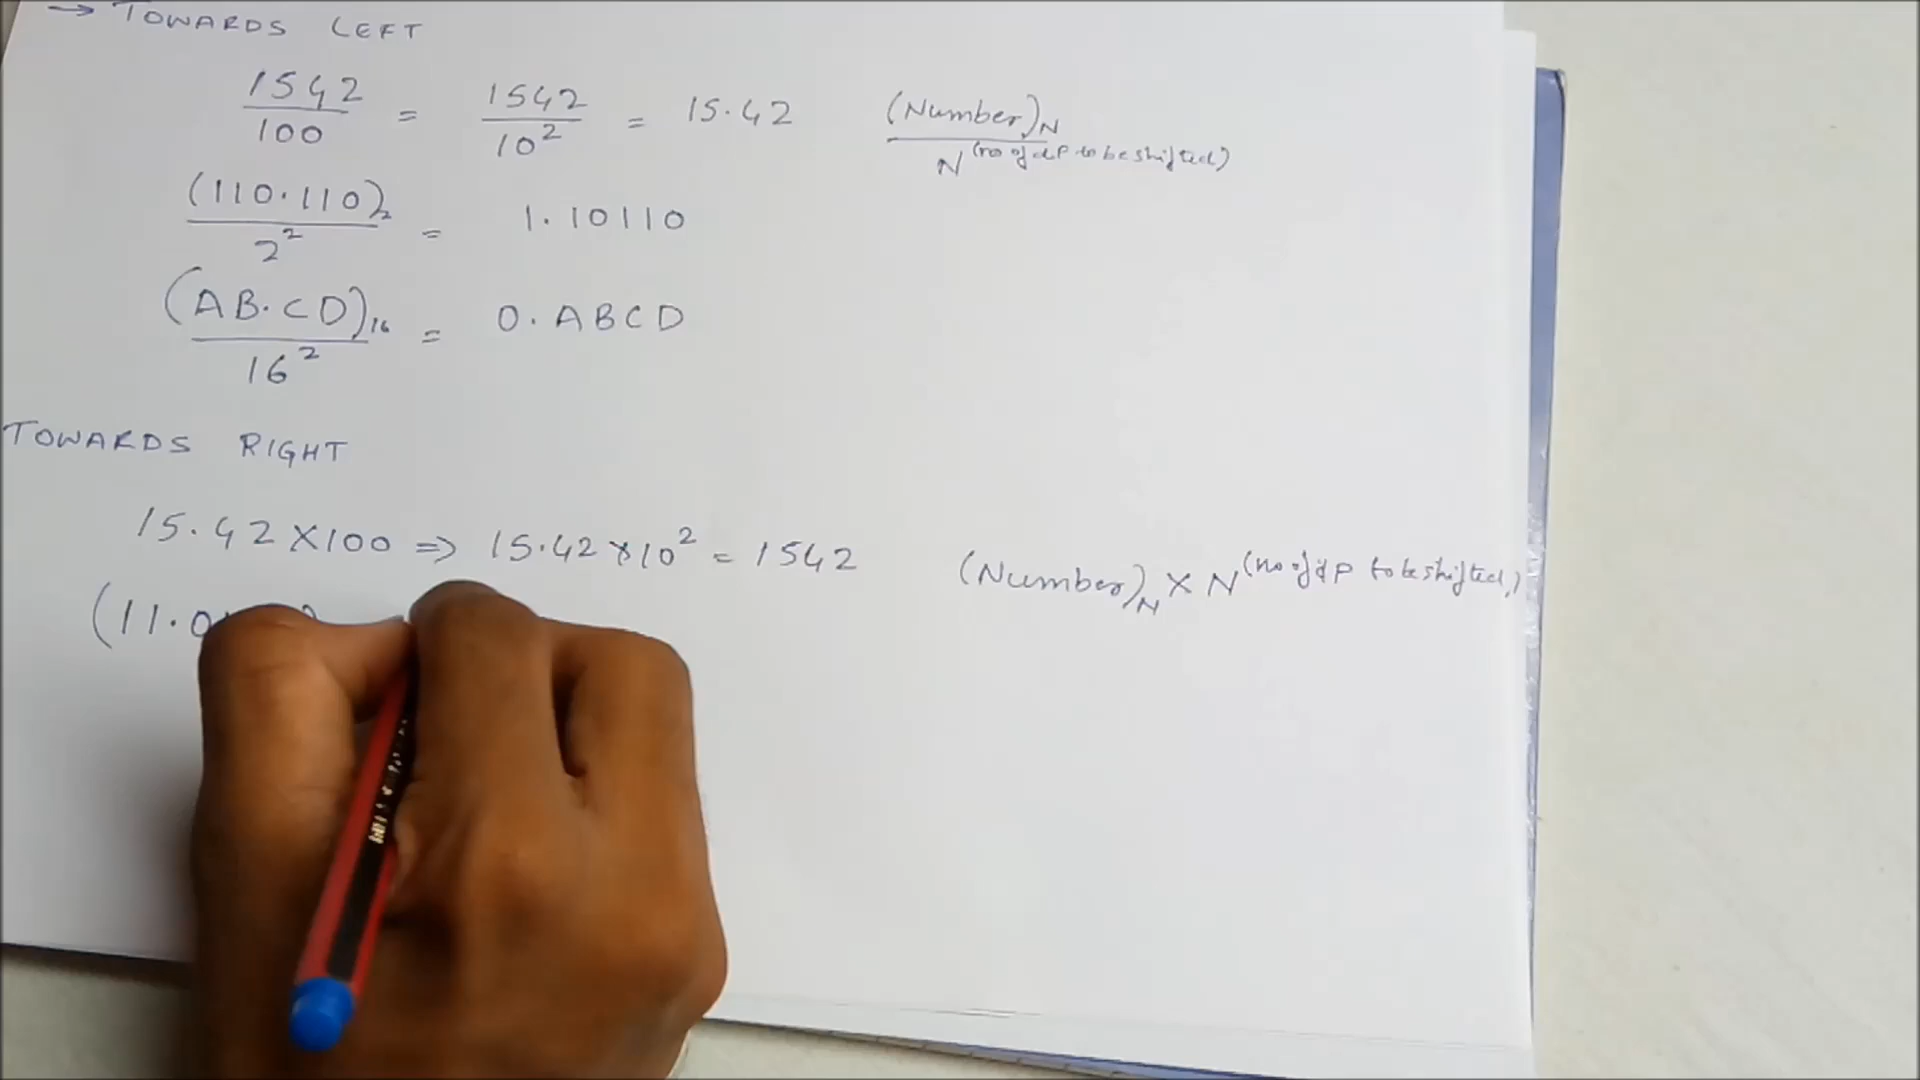 → TOWARDS LEFT
1542/100 = 1542/10² = 15.42 (Number)N / N^(no of dP to be shifted)
(110.110)₂/2² = 1.10110
(AB.CD)₁₆/16² = 0.ABCD
TOWARDS RIGHT
15.42 × 100 ⇒ 15.42 × 10² = 1542 (Number)N × N^(no of dP to be shifted)
(11.0